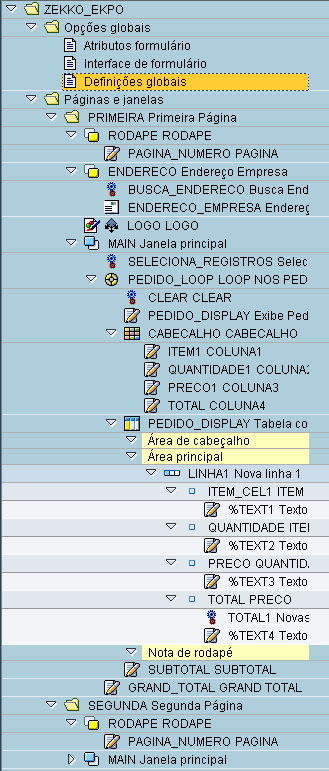 ZEKKO_EKPO
Opções globais
Atributos formulário
Interface de formulário
Definições globais
Páginas e janelas
PRIMEIRA Primeira Página
RODAPE RODAPE
PAGINA_NUMERO PAGINA
ENDERECO Endereço Empresa
BUSCA_ENDERECO Busca End
ENDERECO_EMPRESA Endereç
LOGO LOGO
MAIN Janela principal
SELECIONA_REGISTROS Selec
PEDIDO_LOOP LOOP NOS PED
CLEAR CLEAR
PEDIDO_DISPLAY Exibe Ped
CABECALHO CABECALHO
ITEM1 COLUNA1
QUANTIDADE1 COLUNA2
PRECO1 COLUNA3
TOTAL COLUNA4
PEDIDO_DISPLAY Tabela co
Área de cabeçalho
Área principal
LINHA1 Nova linha 1
ITEM_CEL1 ITEM
%TEXT1 Texto
QUANTIDADE ITE
%TEXT2 Texto
PRECO QUANTID
%TEXT3 Texto
TOTAL PRECO
TOTAL1 Novas
%TEXT4 Texto
Nota de rodapé
SUBTOTAL SUBTOTAL
GRAND_TOTAL GRAND TOTAL
SEGUNDA Segunda Página
RODAPE RODAPE
PAGINA_NUMERO PAGINA
MAIN Janela principal